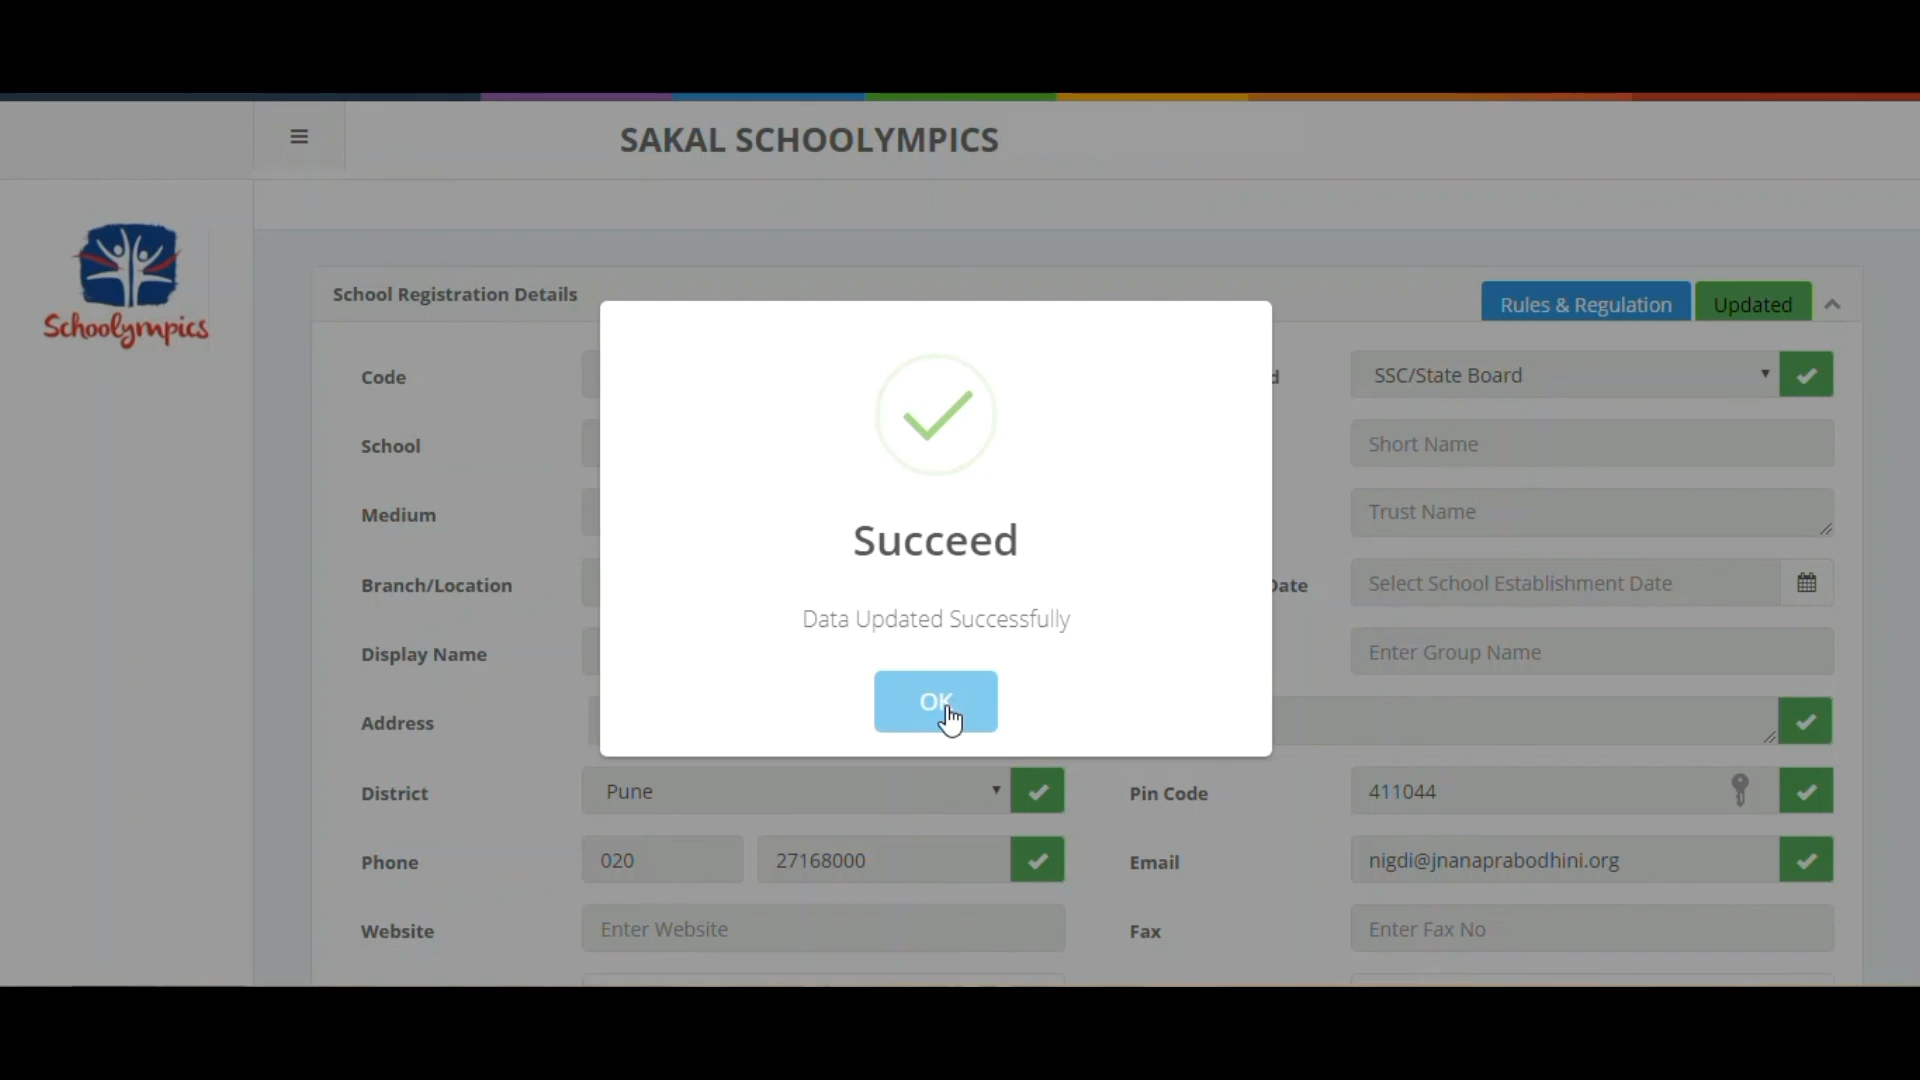 SAKAL SCHOOLYMPICS
Schoolympics
School Registration Details
Rules & Regulation
Updated
Code
SSC/State Board
School
Short Name
Medium
Trust Name
Branch/Location
Date
Select School Establishment Date
Display Name
Enter Group Name
Address
Succeed
Data Updated Successfully
OK
District
Pune
Pin Code
411044
Phone
020
27168000
Email
nigdi@jnanaprabodhini.org
Website
Enter Website
Fax
Enter Fax No